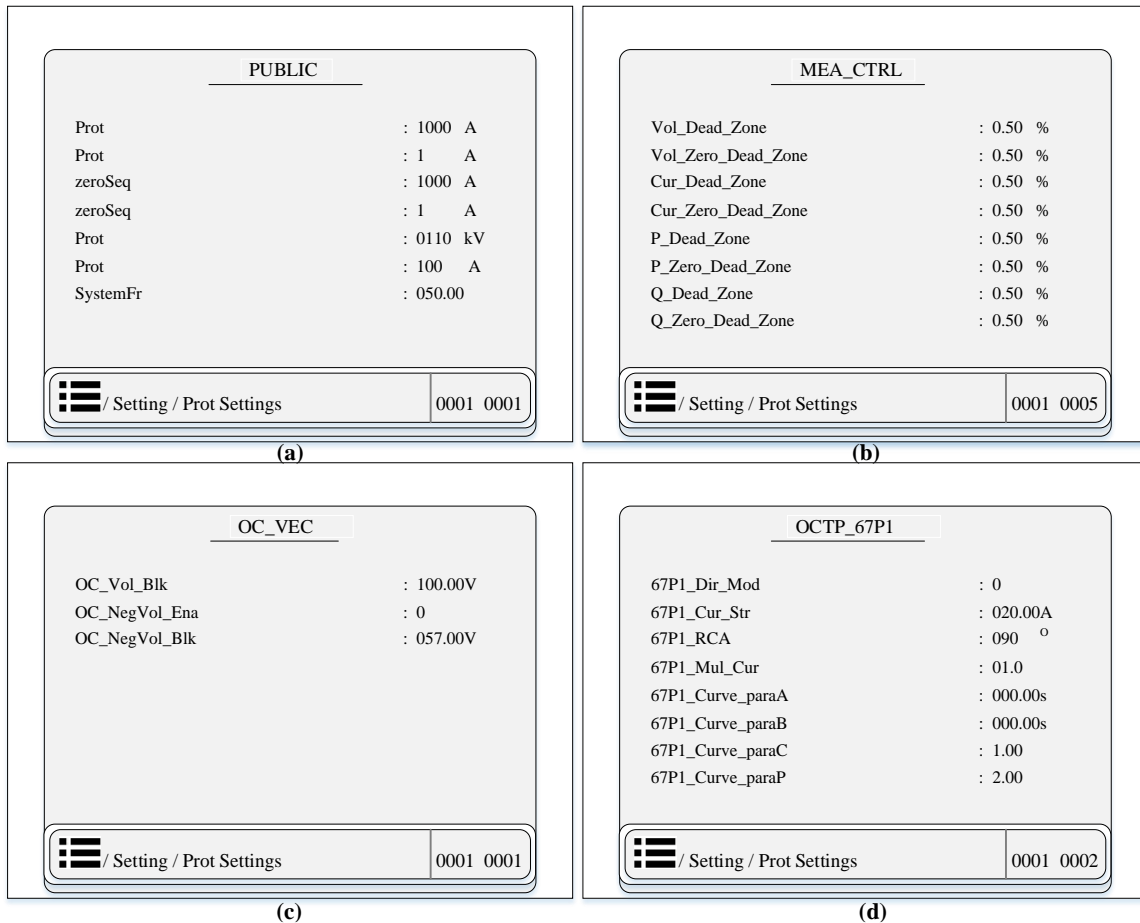 PUBLIC
Prot : 1000 A
Prot : 1 A
zeroSeq : 1000 A
zeroSeq : 1 A
Prot : 0110 kV
Prot : 100 A
SystemFr : 050.00
/ Setting / Prot Settings 0001 0001
(a)
MEA_CTRL
Vol_Dead_Zone : 0.50 %
Vol_Zero_Dead_Zone : 0.50 %
Cur_Dead_Zone : 0.50 %
Cur_Zero_Dead_Zone : 0.50 %
P_Dead_Zone : 0.50 %
P_Zero_Dead_Zone : 0.50 %
Q_Dead_Zone : 0.50 %
Q_Zero_Dead_Zone : 0.50 %
/ Setting / Prot Settings 0001 0005
(b)
OC_VEC
OC_Vol_Blk : 100.00V
OC_NegVol_Ena : 0
OC_NegVol_Blk : 057.00V
/ Setting / Prot Settings 0001 0001
(c)
OCTP_67P1
67P1_Dir_Mod : 0
67P1_Cur_Str : 020.00A
67P1_RCA : 090 O
67P1_Mul_Cur : 01.0
67P1_Curve_paraA : 000.00s
67P1_Curve_paraB : 000.00s
67P1_Curve_paraC : 1.00
67P1_Curve_paraP : 2.00
/ Setting / Prot Settings 0001 0002
(d)